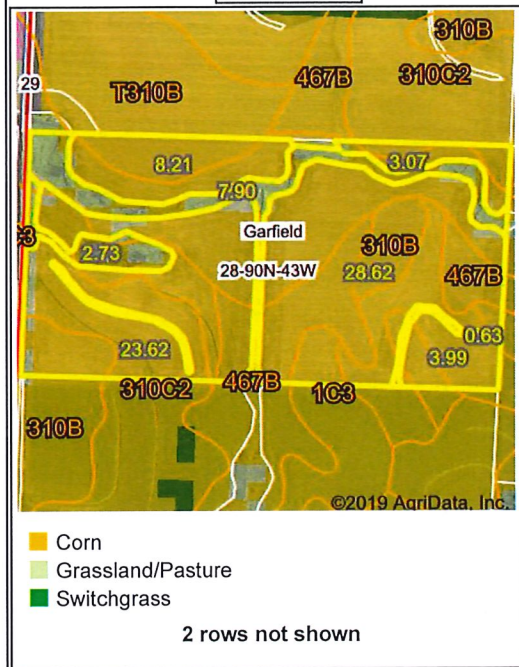 310B
29
467B
310C2
T310B
8.21
3.07
7.90
Garfield
310B
2.73
28-90N-43W
28.62
467B
C3
23.62
0.63
3.99
310C2
467B
1C3
310B
©2019 AgriData, Inc.
Corn
Grassland/Pasture
Switchgrass
2 rows not shown